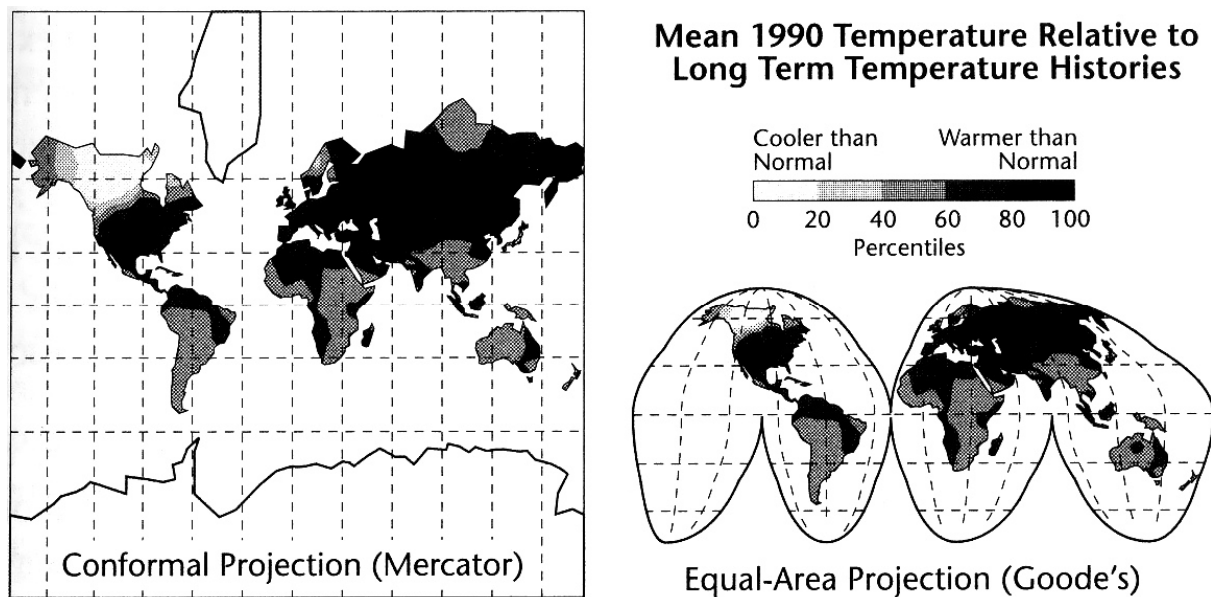 Mean 1990 Temperature Relative to
Long Term Temperature Histories
Cooler than
Normal
Warmer than
Normal
0 20 40 60 80 100
Percentiles
Conformal Projection (Mercator)
Equal-Area Projection (Goode's)